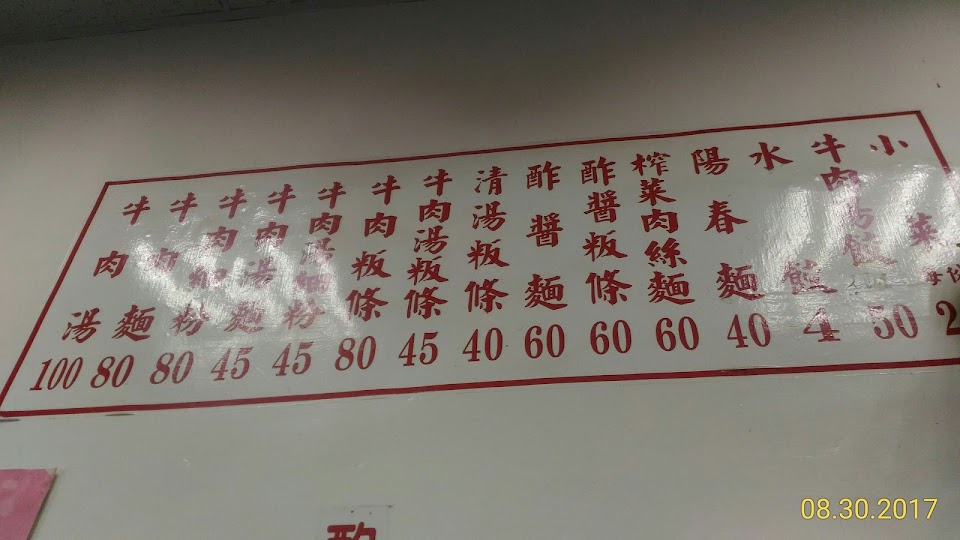 牛肉湯 100
牛肉麵 80
牛肉細粉 80
牛肉湯麵 45
牛肉湯細粉 45
牛肉粄條 80
牛肉湯粄條 45
清湯粄條 40
酢醬麵 60
酢醬粄條 60
榨菜肉絲麵 60
陽春麵 40
水餃 4
牛肉湯餃 50
小菜 每
08.30.2017